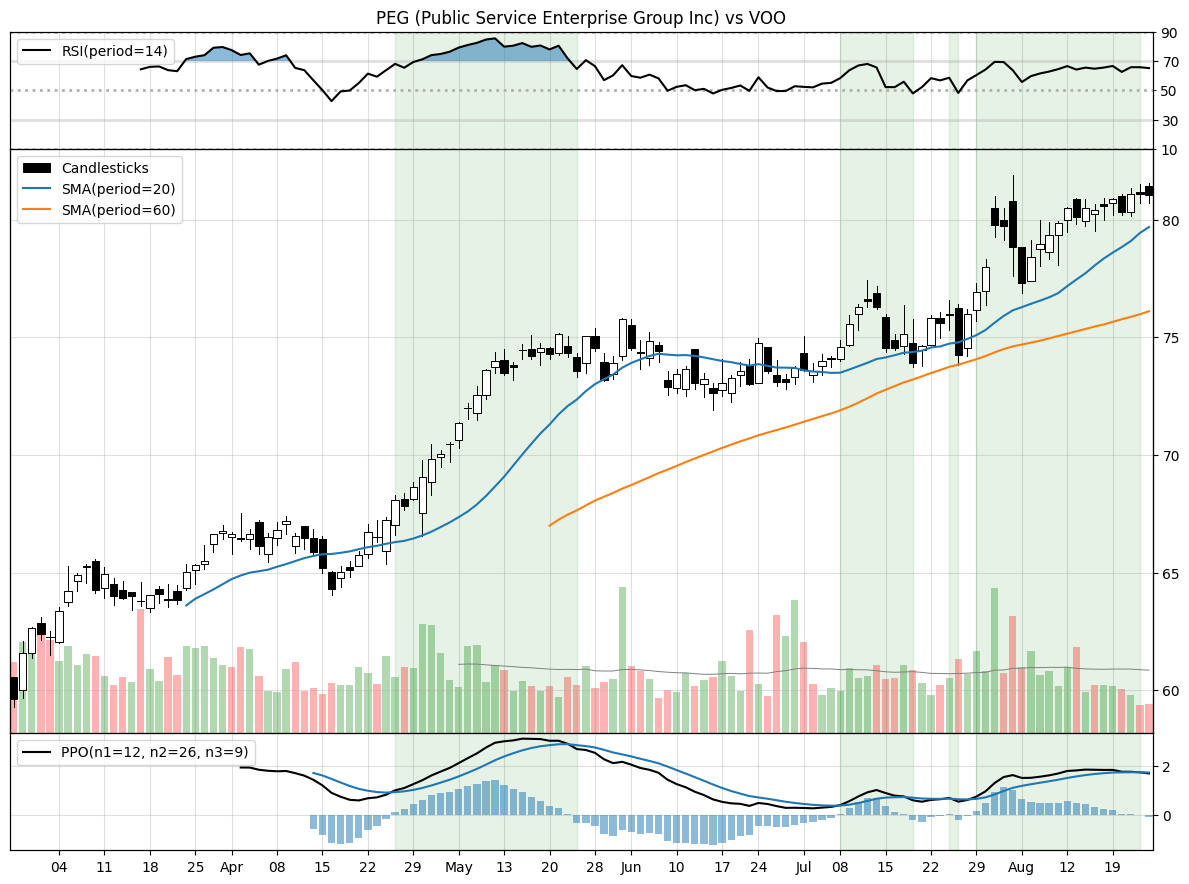 PEG (Public Service Enterprise Group Inc) vs VOO
RSI(period=14)
90
70
50
30
10
Candlesticks
SMA(period=20)
SMA(period=60)
80
75
70
65
60
PPO(n1=12, n2=26, n3=9)
2
0
04 11 18 25 Apr 08 15 22 29 May 13 20 28 Jun 10 17 24 Jul 08 15 22 29 Aug 12 19